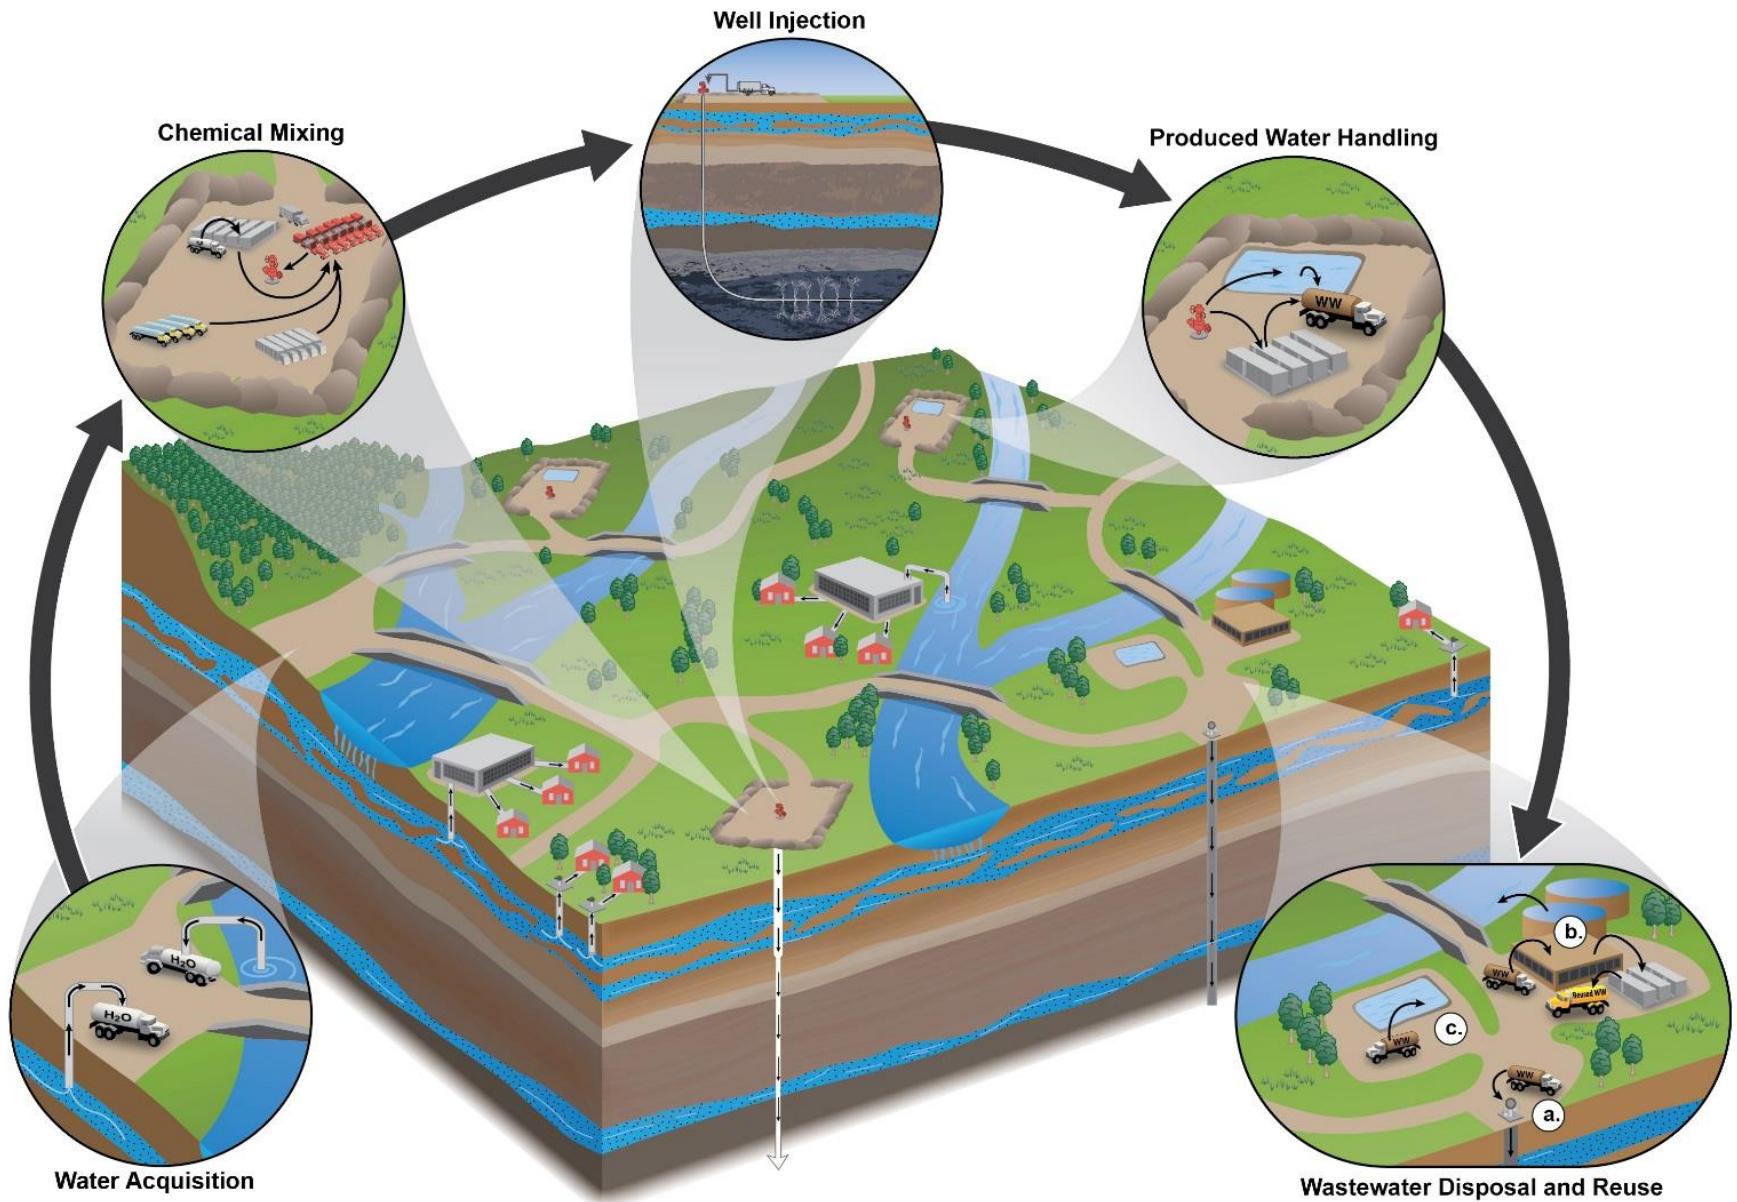 Well Injection
Chemical Mixing
Produced Water Handling
WW
H₂O
H₂O
Water Acquisition
b.
WW
Reused WW
c.
WW
WW
a.
Wastewater Disposal and Reuse